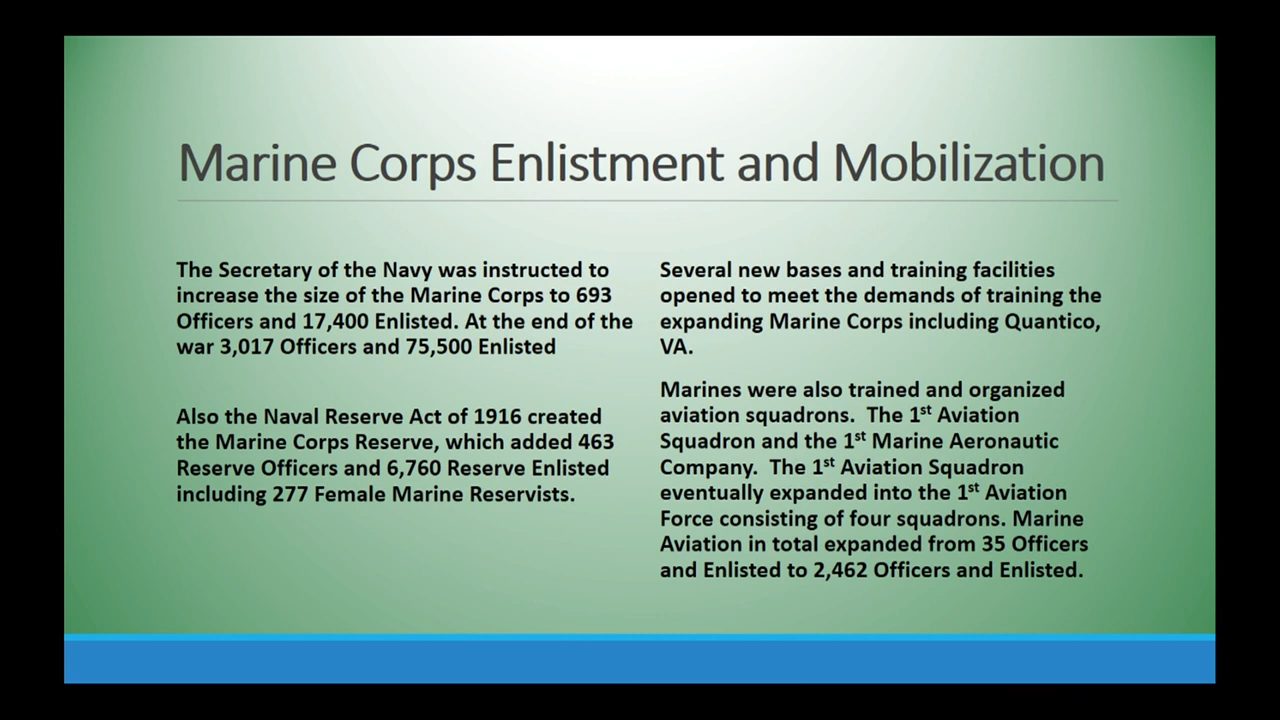 Marine Corps Enlistment and Mobilization
The Secretary of the Navy was instructed to
increase the size of the Marine Corps to 693
Officers and 17,400 Enlisted. At the end of the
war 3,017 Officers and 75,500 Enlisted
Also the Naval Reserve Act of 1916 created
the Marine Corps Reserve, which added 463
Reserve Officers and 6,760 Reserve Enlisted
including 277 Female Marine Reservists.
Several new bases and training facilities
opened to meet the demands of training the
expanding Marine Corps including Quantico,
VA.
Marines were also trained and organized
aviation squadrons.  The 1st Aviation
Squadron and the 1st Marine Aeronautic
Company.  The 1st Aviation Squadron
eventually expanded into the 1st Aviation
Force consisting of four squadrons. Marine
Aviation in total expanded from 35 Officers
and Enlisted to 2,462 Officers and Enlisted.